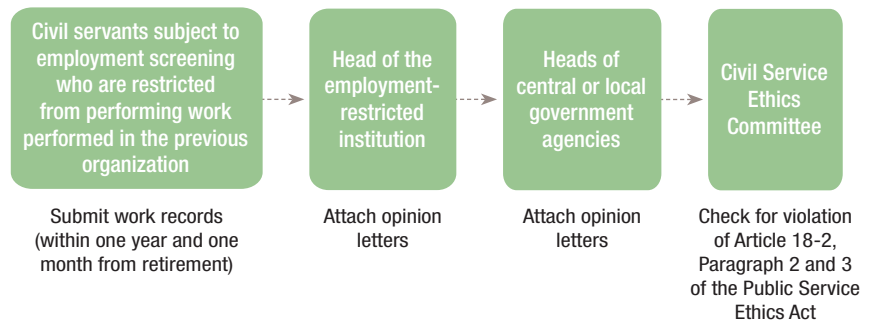 Civil servants subject to
employment screening
who are restricted
from performing work
performed in the previous
organization
Submit work records
(within one year and one
month from retirement)
Head of the
employment-
restricted
institution
Attach opinion
letters
Heads of
central or local
government
agencies
Attach opinion
letters
Civil Service
Ethics
Committee
Check for violation
of Article 18-2,
Paragraph 2 and 3
of the Public Service
Ethics Act